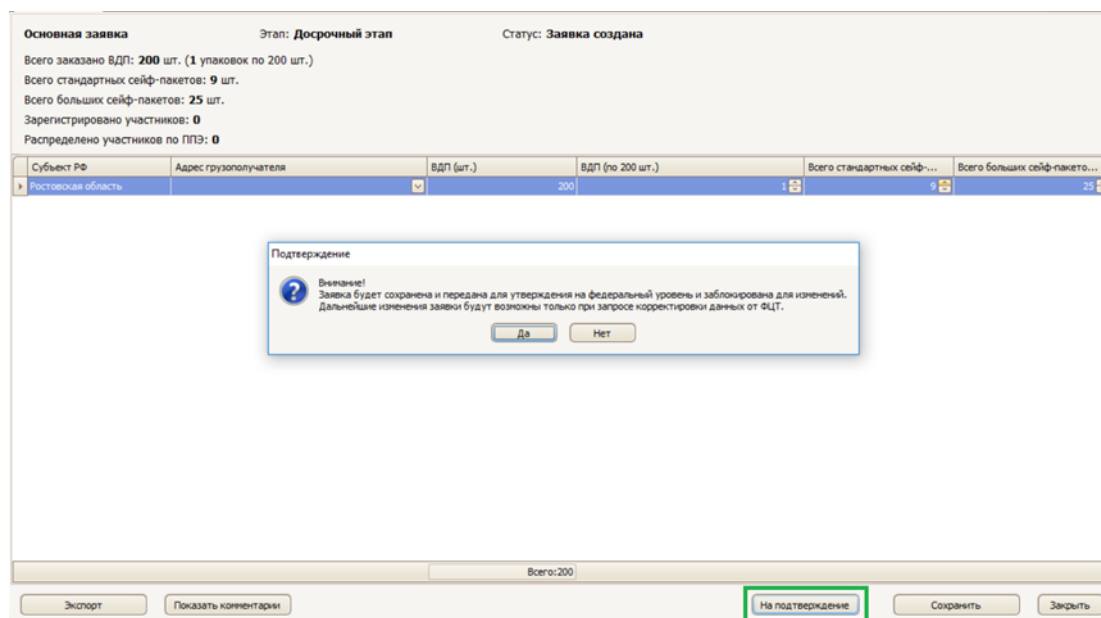 Основная заявка Этап: Досрочный этап Статус: Заявка создана
Всего заказано ВДП: 200 шт. (1 упаковок по 200 шт.)
Всего стандартных сейф-пакетов: 9 шт.
Всего больших сейф-пакетов: 25 шт.
Зарегистрировано участников: 0
Распределено участников по ППЭ: 0
Субъект РФ Адрес грузополучателя ВДП (шт.) ВДП (по 200 шт.) Всего стандартных сейф-... Всего больших сейф-пакето...
Ростовская область 200 1 9 25
Подтверждение
Внимание!
Заявка будет сохранена и передана для утверждения на федеральный уровень и заблокирована для изменений.
Дальнейшие изменения заявки будут возможны только при запросе корректировки данных от ФЦТ.
Да Нет
Всего:200
Экспорт Показать комментарии На подтверждение Сохранить Закрыть